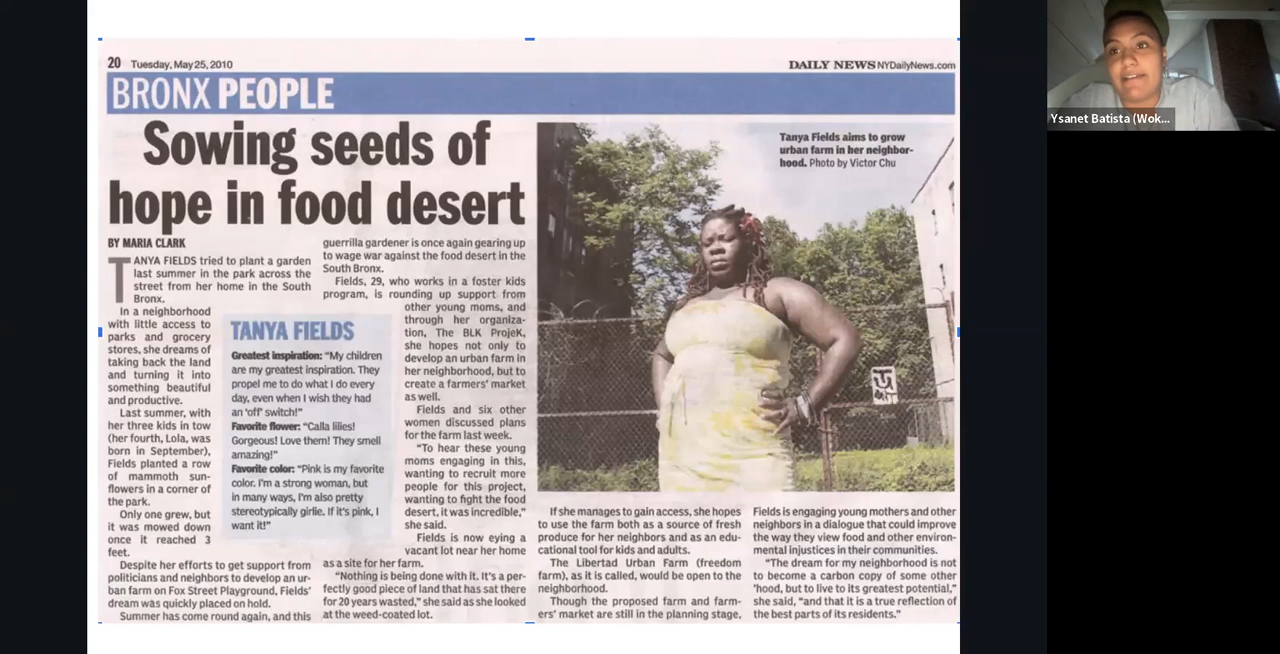 20 Tuesday, May 25, 2010
DAILY NEWS NYDailyNews.com
BRONX PEOPLE
Sowing seeds of
hope in food desert
BY MARIA CLARK
TANYA FIELDS tried to plant a garden
last summer in the park across the
street from her home in the South
Bronx.
In a neighborhood
with little access to
parks and grocery
stores, she dreams of
taking back the land
and turning it into
something beautiful
and productive.
Last summer, with
her three kids in tow
(her fourth, Lola, was
born in September),
Fields planted a row
of mammoth sun-
flowers in a corner of
the park.
Only one grew, but
it was mowed down
once it reached 3
feet.
Despite her efforts to get support from
politicians and neighbors to develop an ur-
ban farm on Fox Street Playground, Fields'
dream was quickly placed on hold.
Summer has come round again, and this
guerrilla gardener is once again gearing up
to wage war against the food desert in the
South Bronx.
Fields, 29, who works in a foster kids
program, is rounding up support from
other young moms, and
through her organiza-
tion, The BLK ProjeK,
she hopes not only to
develop an urban farm in
her neighborhood, but to
create a farmers' market
as well.
Fields and six other
women discussed plans
for the farm last week.
"To hear these young
moms engaging in this,
wanting to recruit more
people for this project,
wanting to fight the food
desert, it was incredible,"
she said.
Fields is now eying a
vacant lot near her home
as a site for her farm.
"Nothing is being done with it. It's a per-
fectly good piece of land that has sat there
for 20 years wasted," she said as she looked
at the weed-coated lot.
TANYA FIELDS
Greatest inspiration: "My children
are my greatest inspiration. They
propel me to do what I do every
day, even when I wish they had
an 'off' switch!"
Favorite flower: "Calla lilies!
Gorgeous! Love them! They smell
amazing!"
Favorite color: "Pink is my favorite
color. I'm a strong woman, but
in many ways, I'm also pretty
stereotypically girlie. If it's pink, I
want it!"
Tanya Fields aims to grow
urban farm in her neighbor-
hood. Photo by Victor Chu
If she manages to gain access, she hopes
to use the farm both as a source of fresh
produce for her neighbors and as an edu-
cational tool for kids and adults.
The Libertad Urban Farm (freedom
farm), as it is called, would be open to the
neighborhood.
Though the proposed farm and farm-
ers' market are still in the planning stage,
Fields is engaging young mothers and other
neighbors in a dialogue that could improve
the way they view food and other environ-
mental injustices in their communities.
"The dream for my neighborhood is not
to become a carbon copy of some other
'hood, but to live to its greatest potential,"
she said, "and that it is a true reflection of
the best parts of its residents."
Ysanet Batista (Wok...